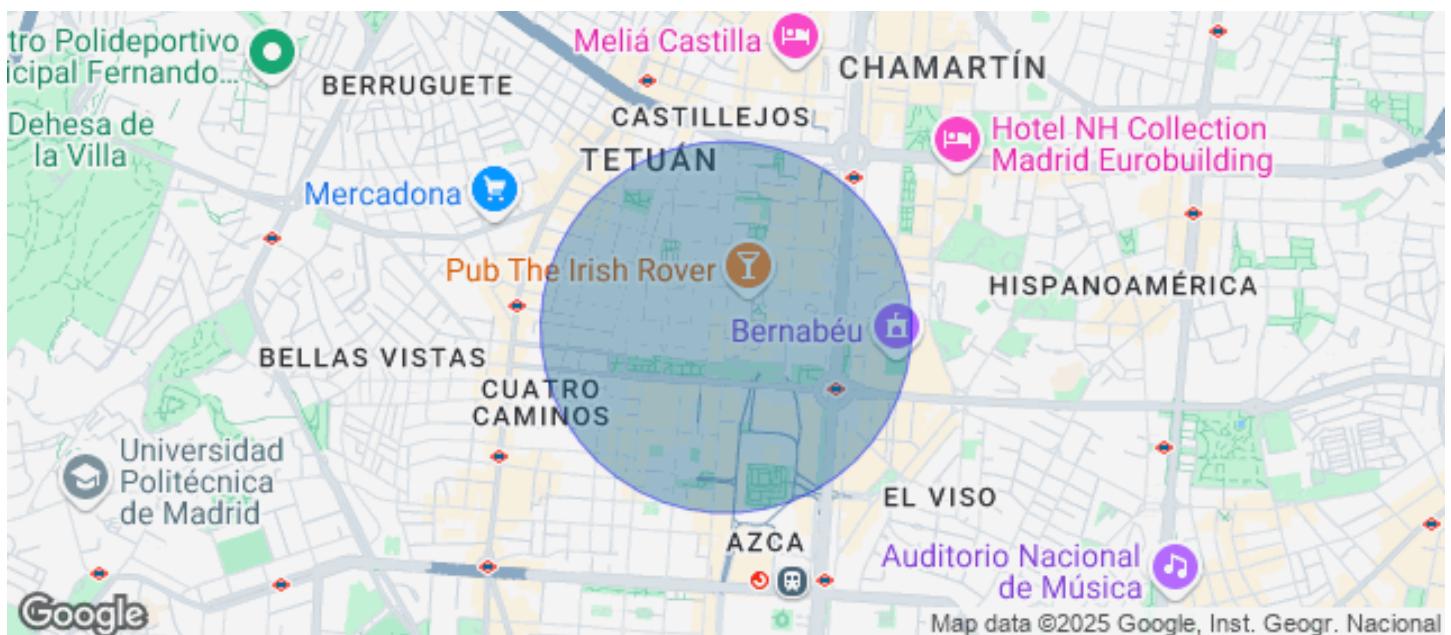 tro Polideportivo
icipal Fernando...
Meliá Castilla
CHAMARTÍN
BERRUGUETE
CASTILLEJOS
Dehesa de
la Villa
Hotel NH Collection
Madrid Eurobuilding
TETUÁN
Mercadona
Pub The Irish Rover
HISPANOAMÉRICA
Bernabéu
BELLAS VISTAS
CUATRO
CAMINOS
Universidad
Politécnica
de Madrid
EL VISO
AZCA
Auditorio Nacional
de Música
Google
Map data ©2025 Google, Inst. Geogr. Nacional